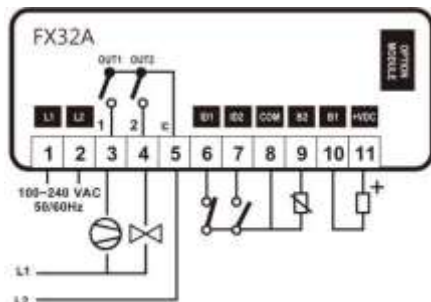 FX32A
OPTION MODULE
OUT1 OUT2
L1 L2 1 2 C ID1 ID2 COM B2 B1 +VDC
1 2 3 4 5 6 7 8 9 10 11
100-240 VAC
50/60Hz
+
L1
L2